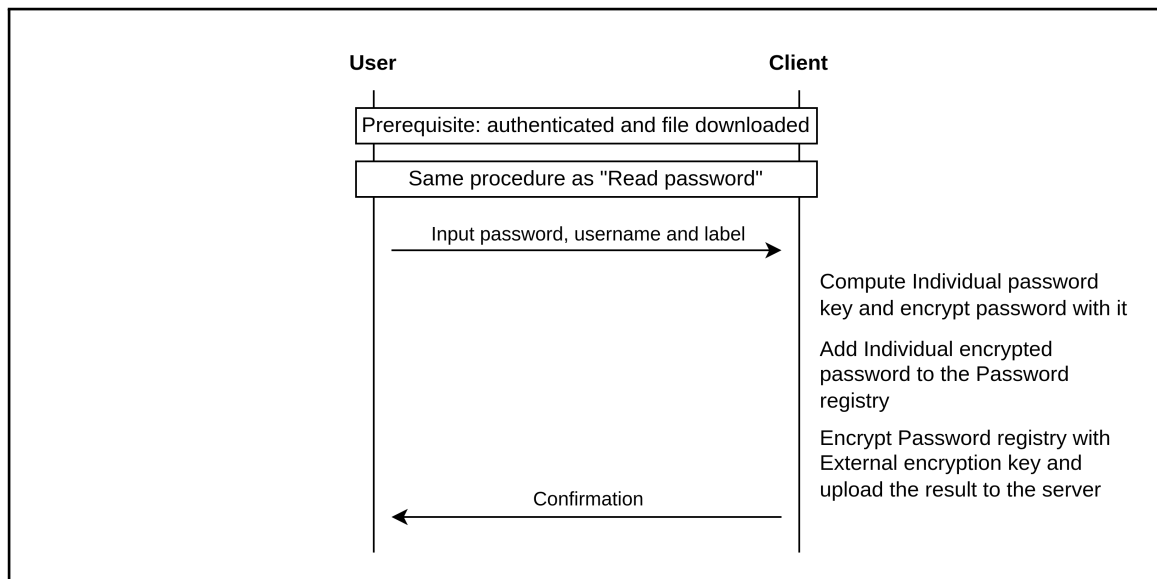 User
Client
Prerequisite: authenticated and file downloaded
Same procedure as "Read password"
Input password, username and label
Compute Individual password
key and encrypt password with it
Add Individual encrypted
password to the Password
registry
Encrypt Password registry with
External encryption key and
upload the result to the server
Confirmation